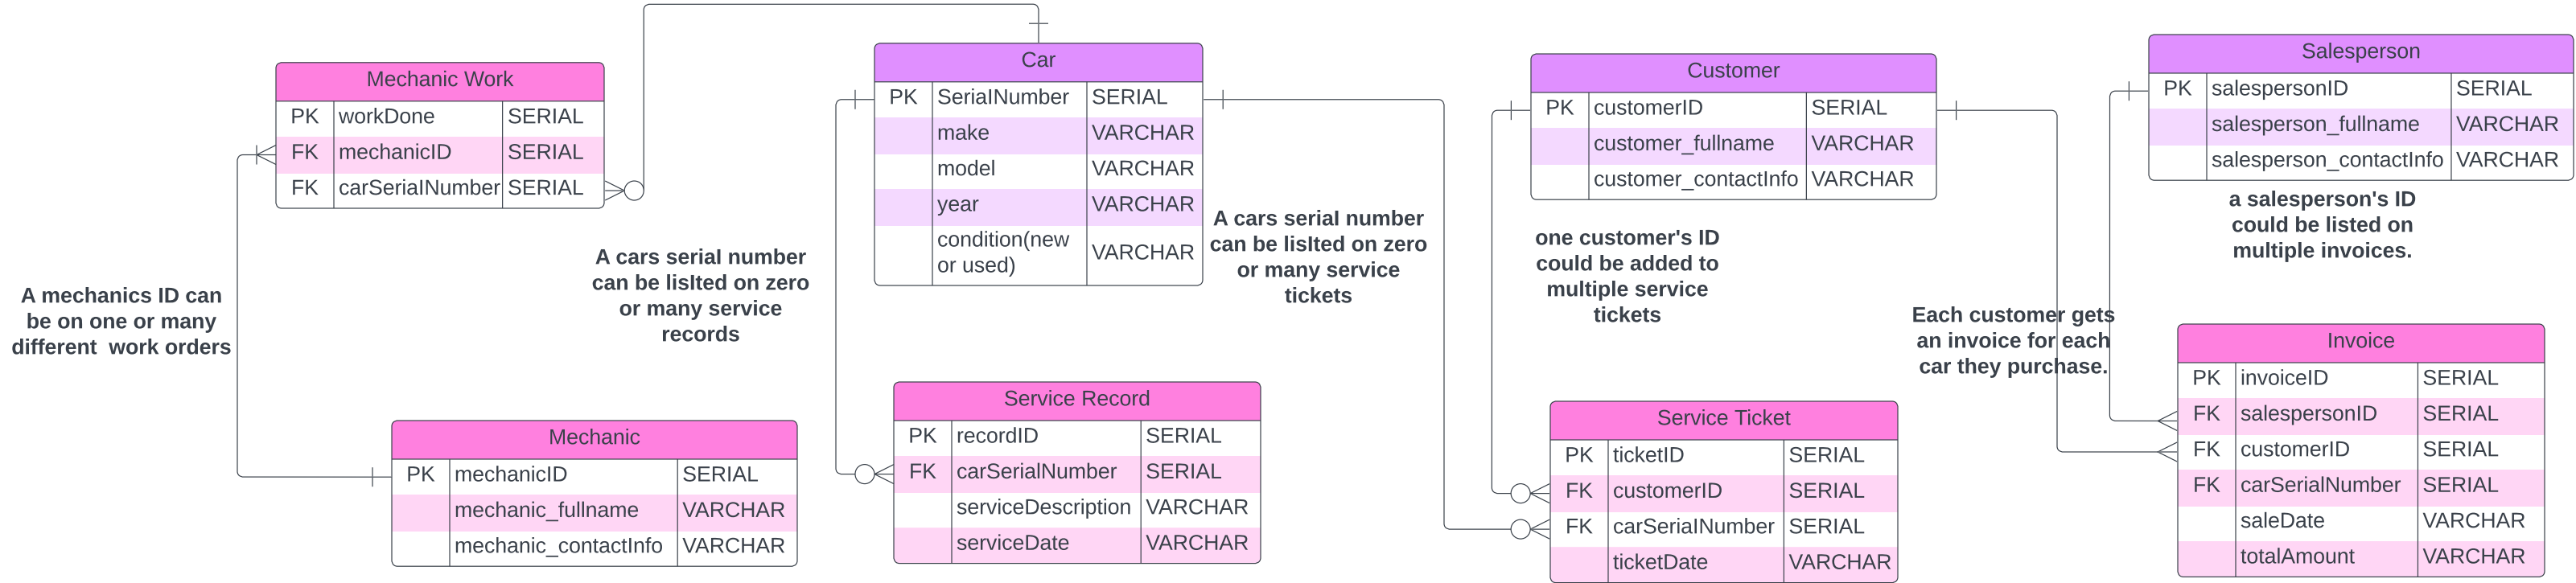 Mechanic Work
PK workDone SERIAL
FK mechanicID SERIAL
FK carSerialNumber SERIAL
A mechanics ID can
be on one or many
different work orders
Mechanic
PK mechanicID SERIAL
mechanic_fullname VARCHAR
mechanic_contactInfo VARCHAR
A cars serial number
can be lislted on zero
or many service
records
Car
PK SerialNumber SERIAL
make VARCHAR
model VARCHAR
year VARCHAR
condition(new
or used) VARCHAR
Service Record
PK recordID SERIAL
FK carSerialNumber SERIAL
serviceDescription VARCHAR
serviceDate VARCHAR
A cars serial number
can be lislted on zero
or many service
tickets
Customer
PK customerID SERIAL
customer_fullname VARCHAR
customer_contactInfo VARCHAR
one customer's ID
could be added to
multiple service
tickets
Service Ticket
PK ticketID SERIAL
FK customerID SERIAL
FK carSerialNumber SERIAL
ticketDate VARCHAR
Salesperson
PK salespersonID SERIAL
salesperson_fullname VARCHAR
salesperson_contactInfo VARCHAR
a salesperson's ID
could be listed on
multiple invoices.
Each customer gets
an invoice for each
car they purchase.
Invoice
PK invoiceID SERIAL
FK salespersonID SERIAL
FK customerID SERIAL
FK carSerialNumber SERIAL
saleDate VARCHAR
totalAmount VARCHAR